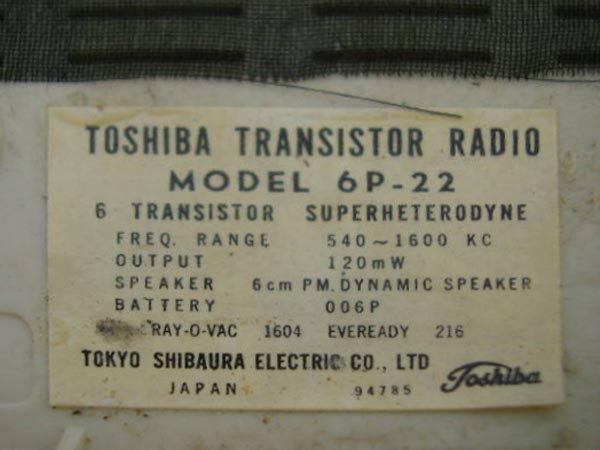 TOSHIBA TRANSISTOR RADIO
MODEL 6P-22
6 TRANSISTOR SUPERHETERODYNE
FREQ. RANGE 540~1600 KC
OUTPUT 120mW
SPEAKER 6cm PM. DYNAMIC SPEAKER
BATTERY 006P
RAY-O-VAC 1604 EVEREADY 216
TOKYO SHIBAURA ELECTRIC CO., LTD
JAPAN 94785 Toshiba